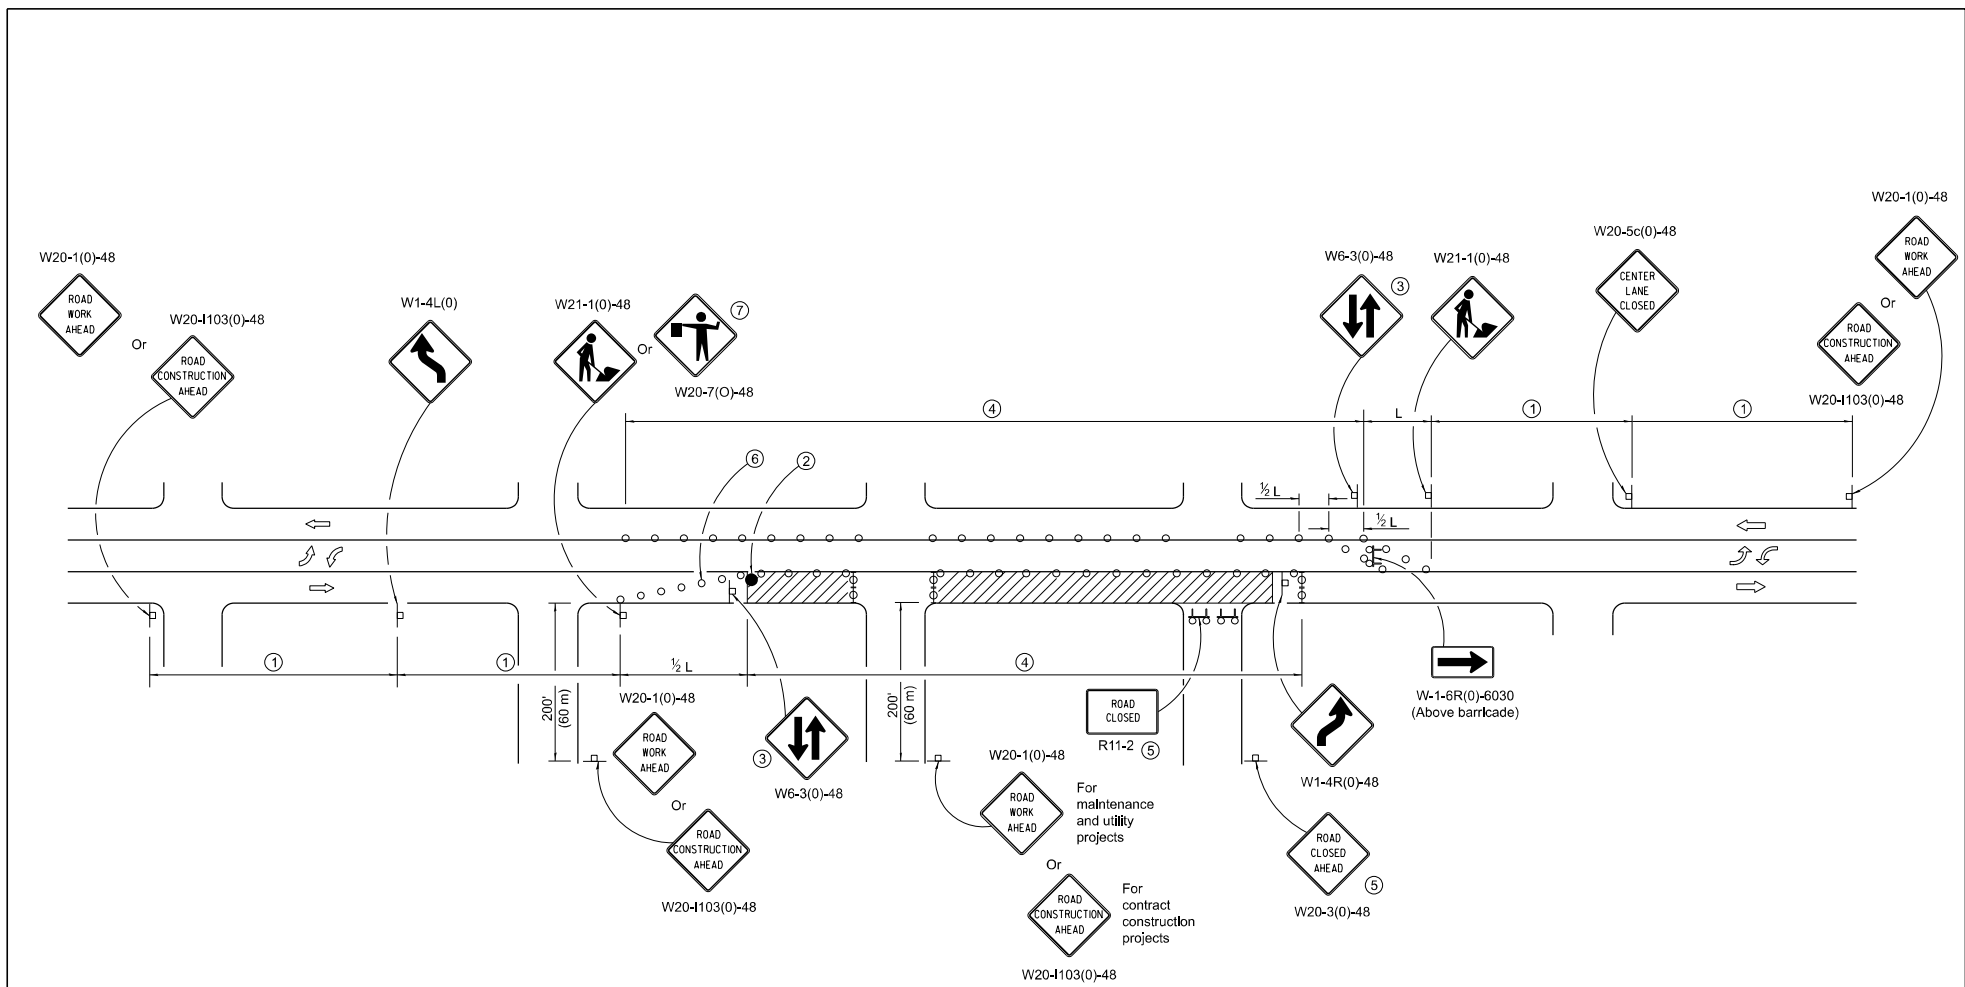 W20-1(0)-48
ROAD
WORK
AHEAD
Or
W20-I103(0)-48
ROAD
CONSTRUCTION
AHEAD
W1-4L(0)
W21-1(0)-48
Or
7
W20-7(O)-48
W6-3(0)-48
3
W21-1(0)-48
W20-5c(0)-48
CENTER
LANE
CLOSED
W20-1(0)-48
ROAD
WORK
AHEAD
Or
ROAD
CONSTRUCTION
AHEAD
W20-I103(0)-48
4
L
1
1
6
2
½ L
½ L
1
1
½ L
4
200'
(60 m)
200'
(60 m)
W20-1(0)-48
ROAD
WORK
AHEAD
Or
ROAD
CONSTRUCTION
AHEAD
W20-I103(0)-48
3
W6-3(0)-48
W20-1(0)-48
ROAD
WORK
AHEAD
For
maintenance
and utility
projects
Or
ROAD
CONSTRUCTION
AHEAD
For
contract
construction
projects
W20-I103(0)-48
ROAD
CLOSED
R11-2
5
W1-4R(0)-48
ROAD
CLOSED
AHEAD
5
W20-3(0)-48
W-1-6R(0)-6030
(Above barricade)